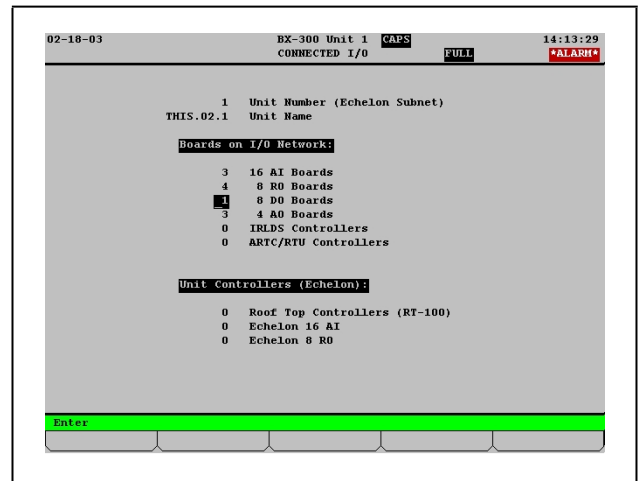 02-18-03 BX-300 Unit 1 CAPS 14:13:29
CONNECTED I/O FULL *ALARM*
1 Unit Number (Echelon Subnet)
THIS.02.1 Unit Name
Boards on I/O Network:
3 16 AI Boards
4 8 RO Boards
_1 8 DO Boards
3 4 AO Boards
0 IRLDS Controllers
0 ARTC/RTU Controllers
Unit Controllers (Echelon):
0 Roof Top Controllers (RT-100)
0 Echelon 16 AI
0 Echelon 8 RO
Enter